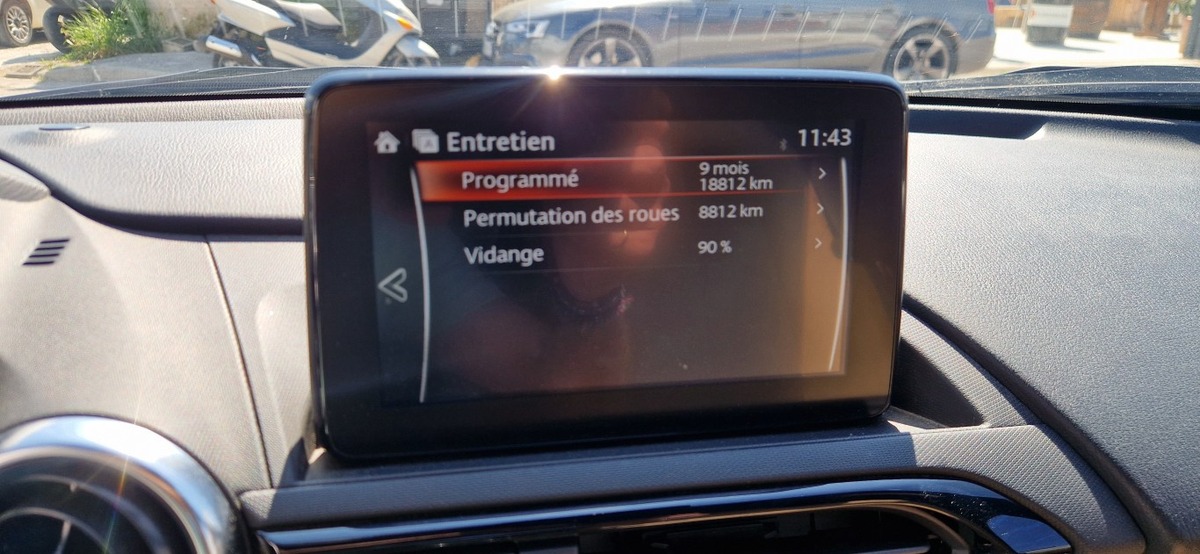 Entretien 11:43
Programmé 9 mois
18812 km
Permutation des roues 8812 km
Vidange 90 %